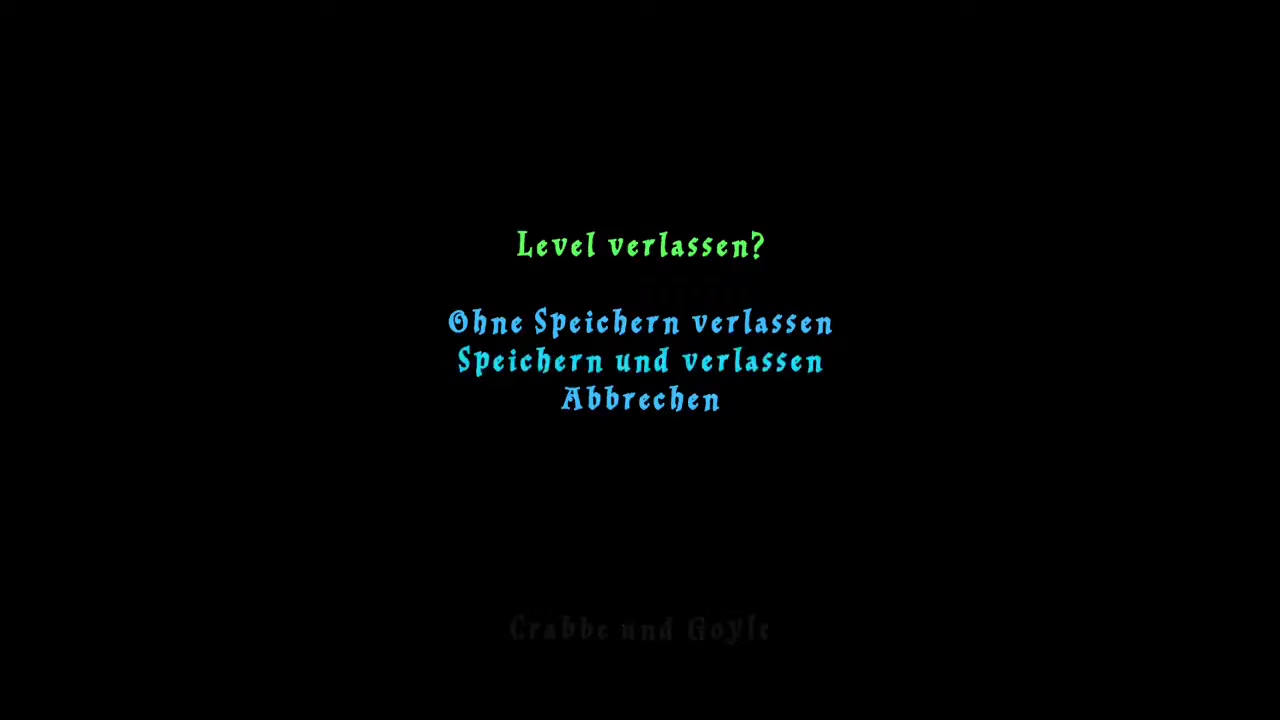 Level verlassen?
Ohne Speichern verlassen
Speichern und verlassen
Abbrechen
Crabbe und Goyle